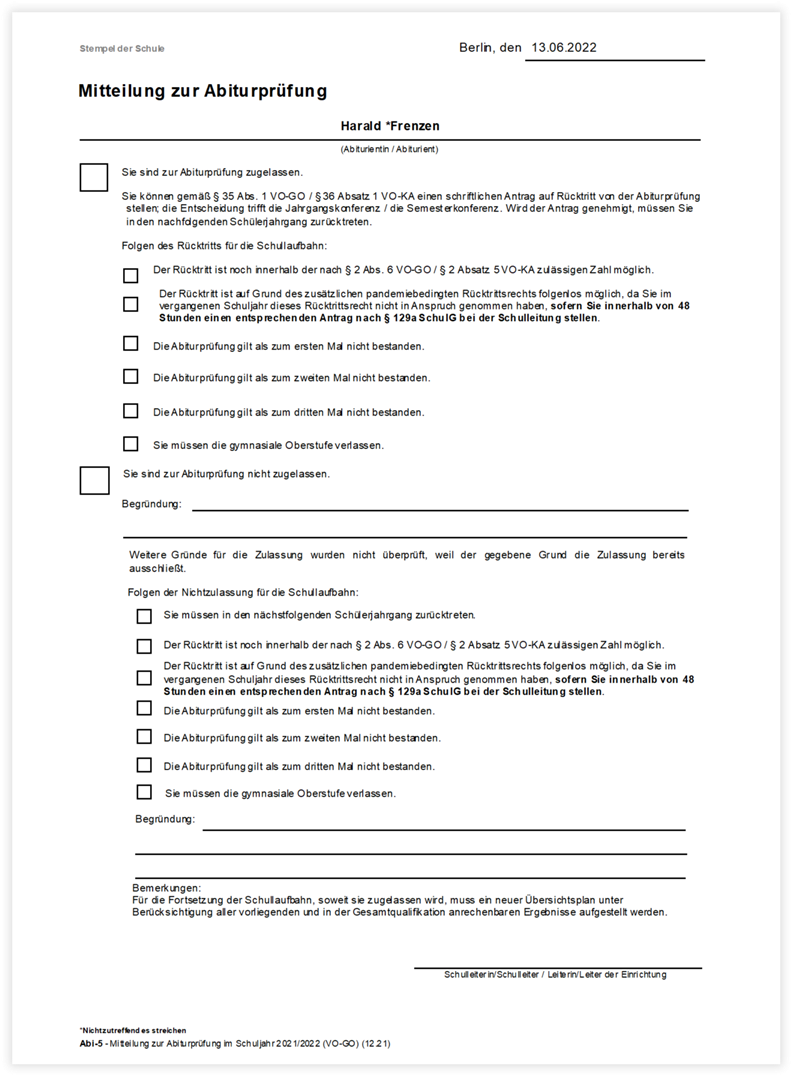 Stempel der Schule
Berlin, den 13.06.2022
Mitteilung zur Abiturprüfung
Harald *Frenzen
(Abiturientin / Abiturient)
Sie sind zur Abiturprüfung zugelassen.
Sie können gemäß § 35 Abs. 1 VO-GO / § 36 Absatz 1 VO-KA einen schriftlichen Antrag auf Rücktritt von der Abiturprüfung
stellen; die Entscheidung trifft die Jahrgangskonferenz / die Semesterkonferenz. Wird der Antrag genehmigt, müssen Sie
in den nachfolgenden Schülerjahrgang zurücktreten.
Folgen des Rücktritts für die Schullaufbahn:
Der Rücktritt ist noch innerhalb der nach § 2 Abs. 6 VO-GO / § 2 Absatz 5 VO-KA zulässigen Zahl möglich.
Der Rücktritt ist auf Grund des zusätzlichen pandemiebedingten Rücktrittsrechts folgenlos möglich, da Sie im
vergangenen Schuljahr dieses Rücktrittsrecht nicht in Anspruch genommen haben, sofern Sie innerhalb von 48
Stunden einen entsprechenden Antrag nach § 129a SchulG bei der Schulleitung stellen.
Die Abiturprüfung gilt als zum ersten Mal nicht bestanden.
Die Abiturprüfung gilt als zum zweiten Mal nicht bestanden.
Die Abiturprüfung gilt als zum dritten Mal nicht bestanden.
Sie müssen die gymnasiale Oberstufe verlassen.
Sie sind zur Abiturprüfung nicht zugelassen.
Begründung:
Weitere Gründe für die Zulassung wurden nicht überprüft, weil der gegebene Grund die Zulassung bereits
ausschließt.
Folgen der Nichtzulassung für die Schullaufbahn:
Sie müssen in den nächstfolgenden Schülerjahrgang zurücktreten.
Der Rücktritt ist noch innerhalb der nach § 2 Abs. 6 VO-GO / § 2 Absatz 5 VO-KA zulässigen Zahl möglich.
Der Rücktritt ist auf Grund des zusätzlichen pandemiebedingten Rücktrittsrechts folgenlos möglich, da Sie im
vergangenen Schuljahr dieses Rücktrittsrecht nicht in Anspruch genommen haben, sofern Sie innerhalb von 48
Stunden einen entsprechenden Antrag nach § 129a SchulG bei der Schulleitung stellen.
Die Abiturprüfung gilt als zum ersten Mal nicht bestanden.
Die Abiturprüfung gilt als zum zweiten Mal nicht bestanden.
Die Abiturprüfung gilt als zum dritten Mal nicht bestanden.
Sie müssen die gymnasiale Oberstufe verlassen.
Begründung:
Bemerkungen:
Für die Fortsetzung der Schullaufbahn, soweit sie zugelassen wird, muss ein neuer Übersichtsplan unter
Berücksichtigung aller vorliegenden und in der Gesamtqualifikation anrechenbaren Ergebnisse aufgestellt werden.
Schulleiterin/Schulleiter / Leiterin/Leiter der Einrichtung
*Nichtzutreffendes streichen
Abi-5 - Mitteilung zur Abiturprüfung im Schuljahr 2021/2022 (VO-GO) (12.21)